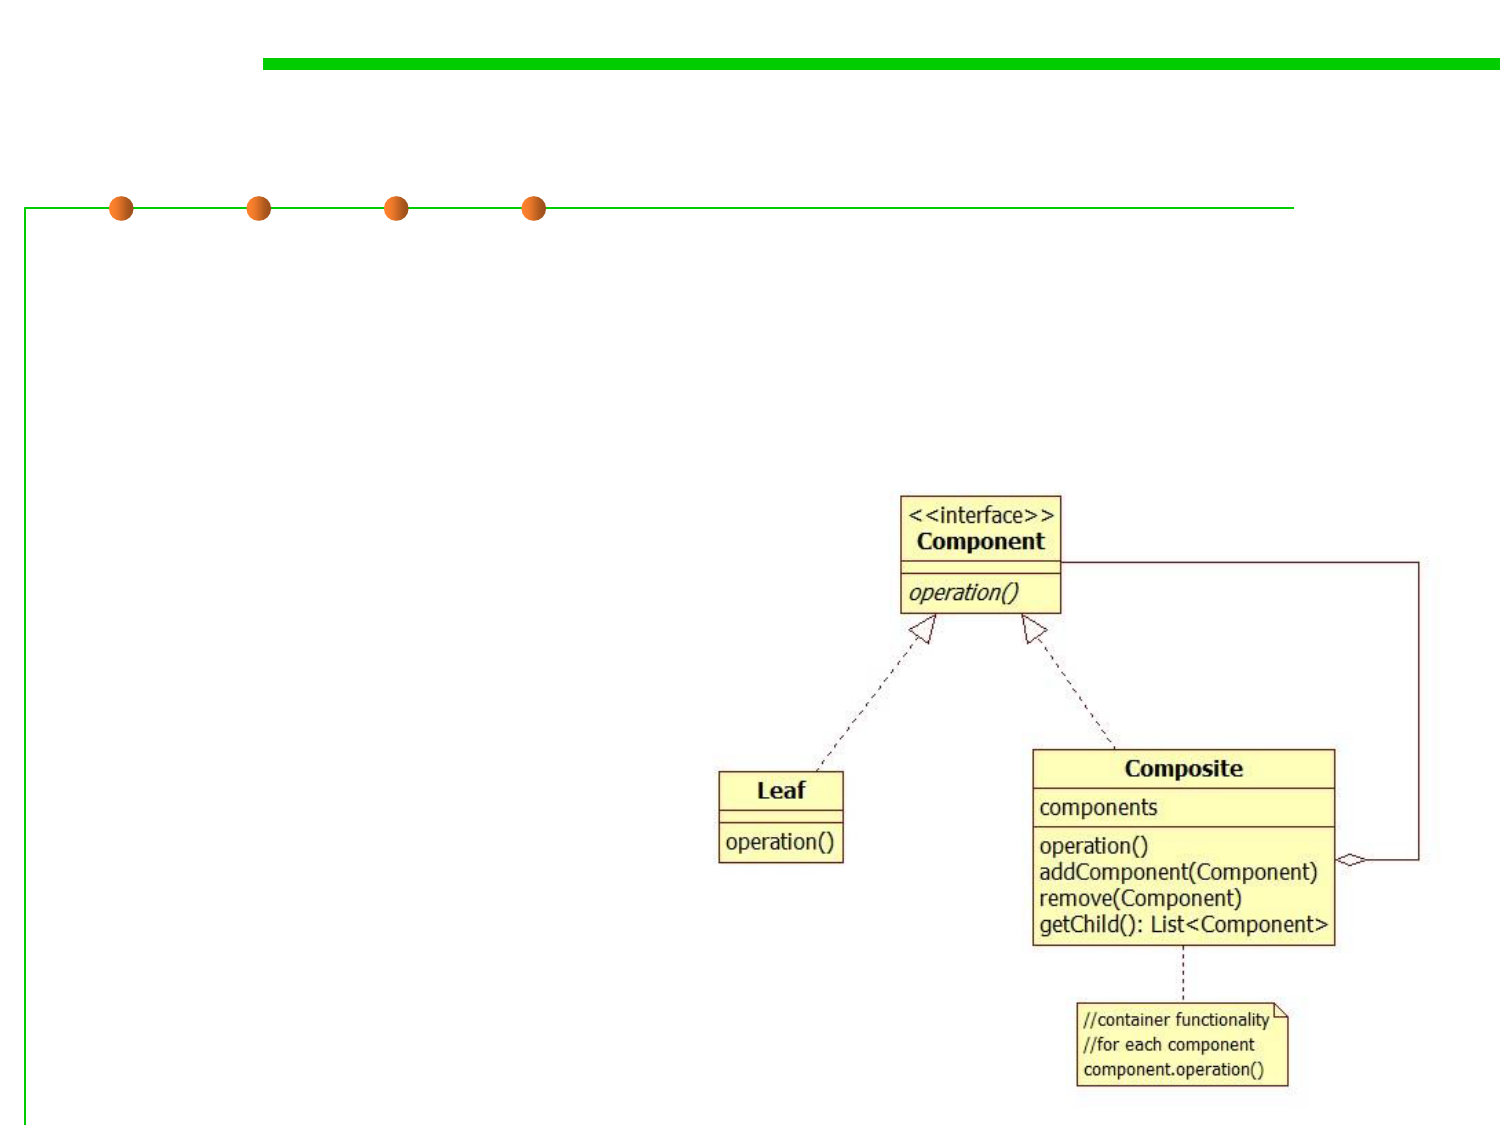 <<interface>>
Component
operation()
Leaf
operation()
Composite
components
operation()
addComponent(Component)
remove(Component)
getChild(): List<Component>
//container functionality
//for each component
component.operation()